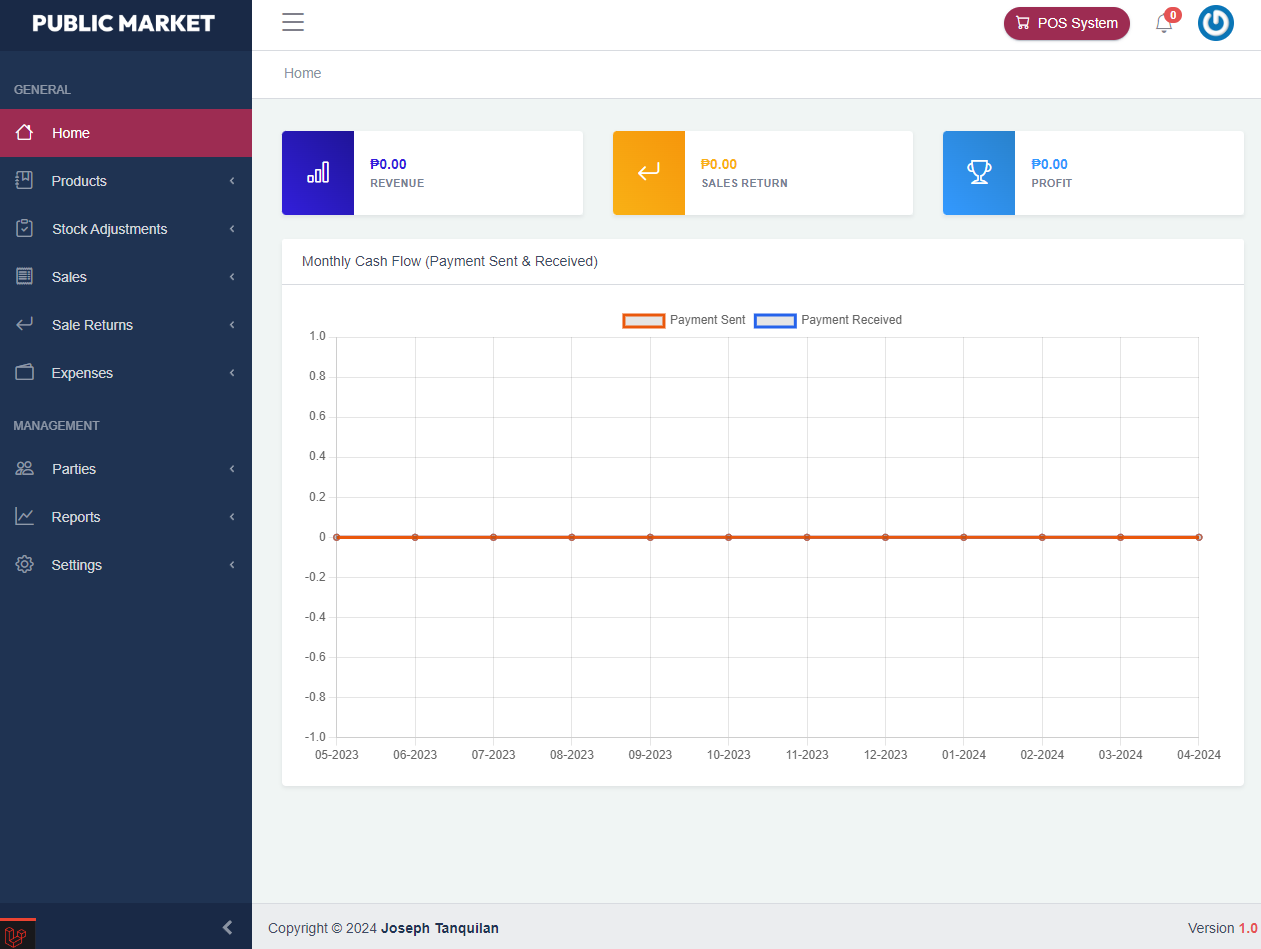 PUBLIC MARKET
POS System
0
Home
GENERAL
Home
Products
Stock Adjustments
Sales
Sale Returns
Expenses
MANAGEMENT
Parties
Reports
Settings
₱0.00
REVENUE
₱0.00
SALES RETURN
₱0.00
PROFIT
Monthly Cash Flow (Payment Sent & Received)
Payment Sent Payment Received
1.0
0.8
0.6
0.4
0.2
0
-0.2
-0.4
-0.6
-0.8
-1.0
05-2023 06-2023 07-2023 08-2023 09-2023 10-2023 11-2023 12-2023 01-2024 02-2024 03-2024 04-2024
Copyright © 2024 Joseph Tanquilan
Version 1.0